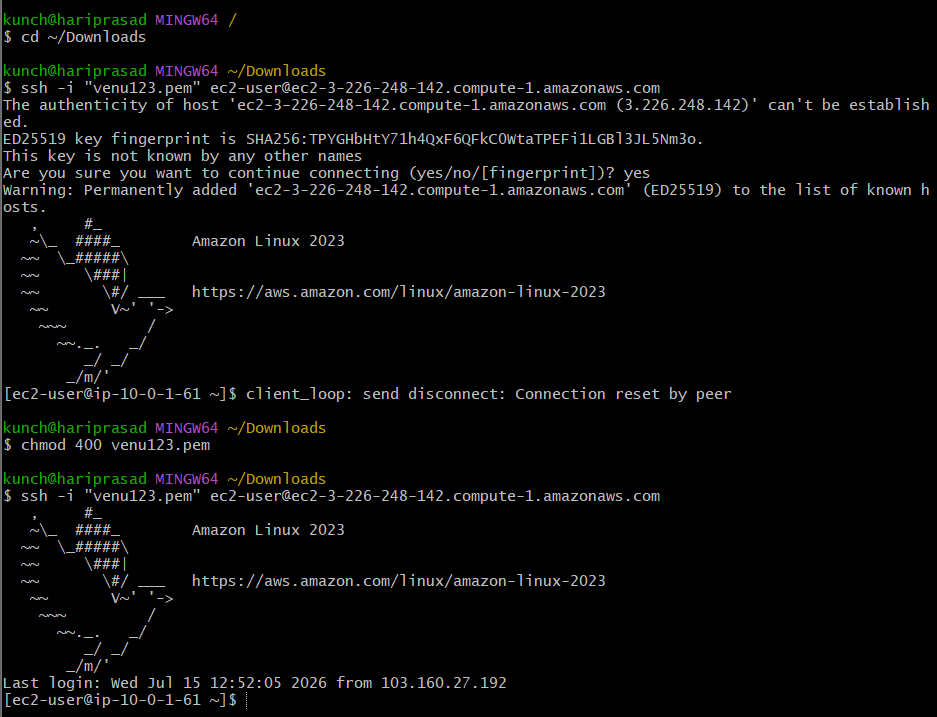 kunch@hariprasad MINGW64 /
$ cd ~/Downloads

kunch@hariprasad MINGW64 ~/Downloads
$ ssh -i "venu123.pem" ec2-user@ec2-3-226-248-142.compute-1.amazonaws.com
The authenticity of host 'ec2-3-226-248-142.compute-1.amazonaws.com (3.226.248.142)' can't be establish
ed.
ED25519 key fingerprint is SHA256:TPYGHbHtY71h4QxF6QFkCOWtaTPEFi1LGBl3JL5Nm3o.
This key is not known by any other names
Are you sure you want to continue connecting (yes/no/[fingerprint])? yes
Warning: Permanently added 'ec2-3-226-248-142.compute-1.amazonaws.com' (ED25519) to the list of known h
osts.
   ,     #_
   ~\_  ####_        Amazon Linux 2023
  ~~  \_#####\
  ~~     \###|
  ~~       \#/ ___   https://aws.amazon.com/linux/amazon-linux-2023
   ~~       V~' '->
    ~~~         /
      ~~._.   _/
         _/ _/
       _/m/'
[ec2-user@ip-10-0-1-61 ~]$ client_loop: send disconnect: Connection reset by peer

kunch@hariprasad MINGW64 ~/Downloads
$ chmod 400 venu123.pem

kunch@hariprasad MINGW64 ~/Downloads
$ ssh -i "venu123.pem" ec2-user@ec2-3-226-248-142.compute-1.amazonaws.com
   ,     #_
   ~\_  ####_        Amazon Linux 2023
  ~~  \_#####\
  ~~     \###|
  ~~       \#/ ___   https://aws.amazon.com/linux/amazon-linux-2023
   ~~       V~' '->
    ~~~         /
      ~~._.   _/
         _/ _/
       _/m/'
Last login: Wed Jul 15 12:52:05 2026 from 103.160.27.192
[ec2-user@ip-10-0-1-61 ~]$